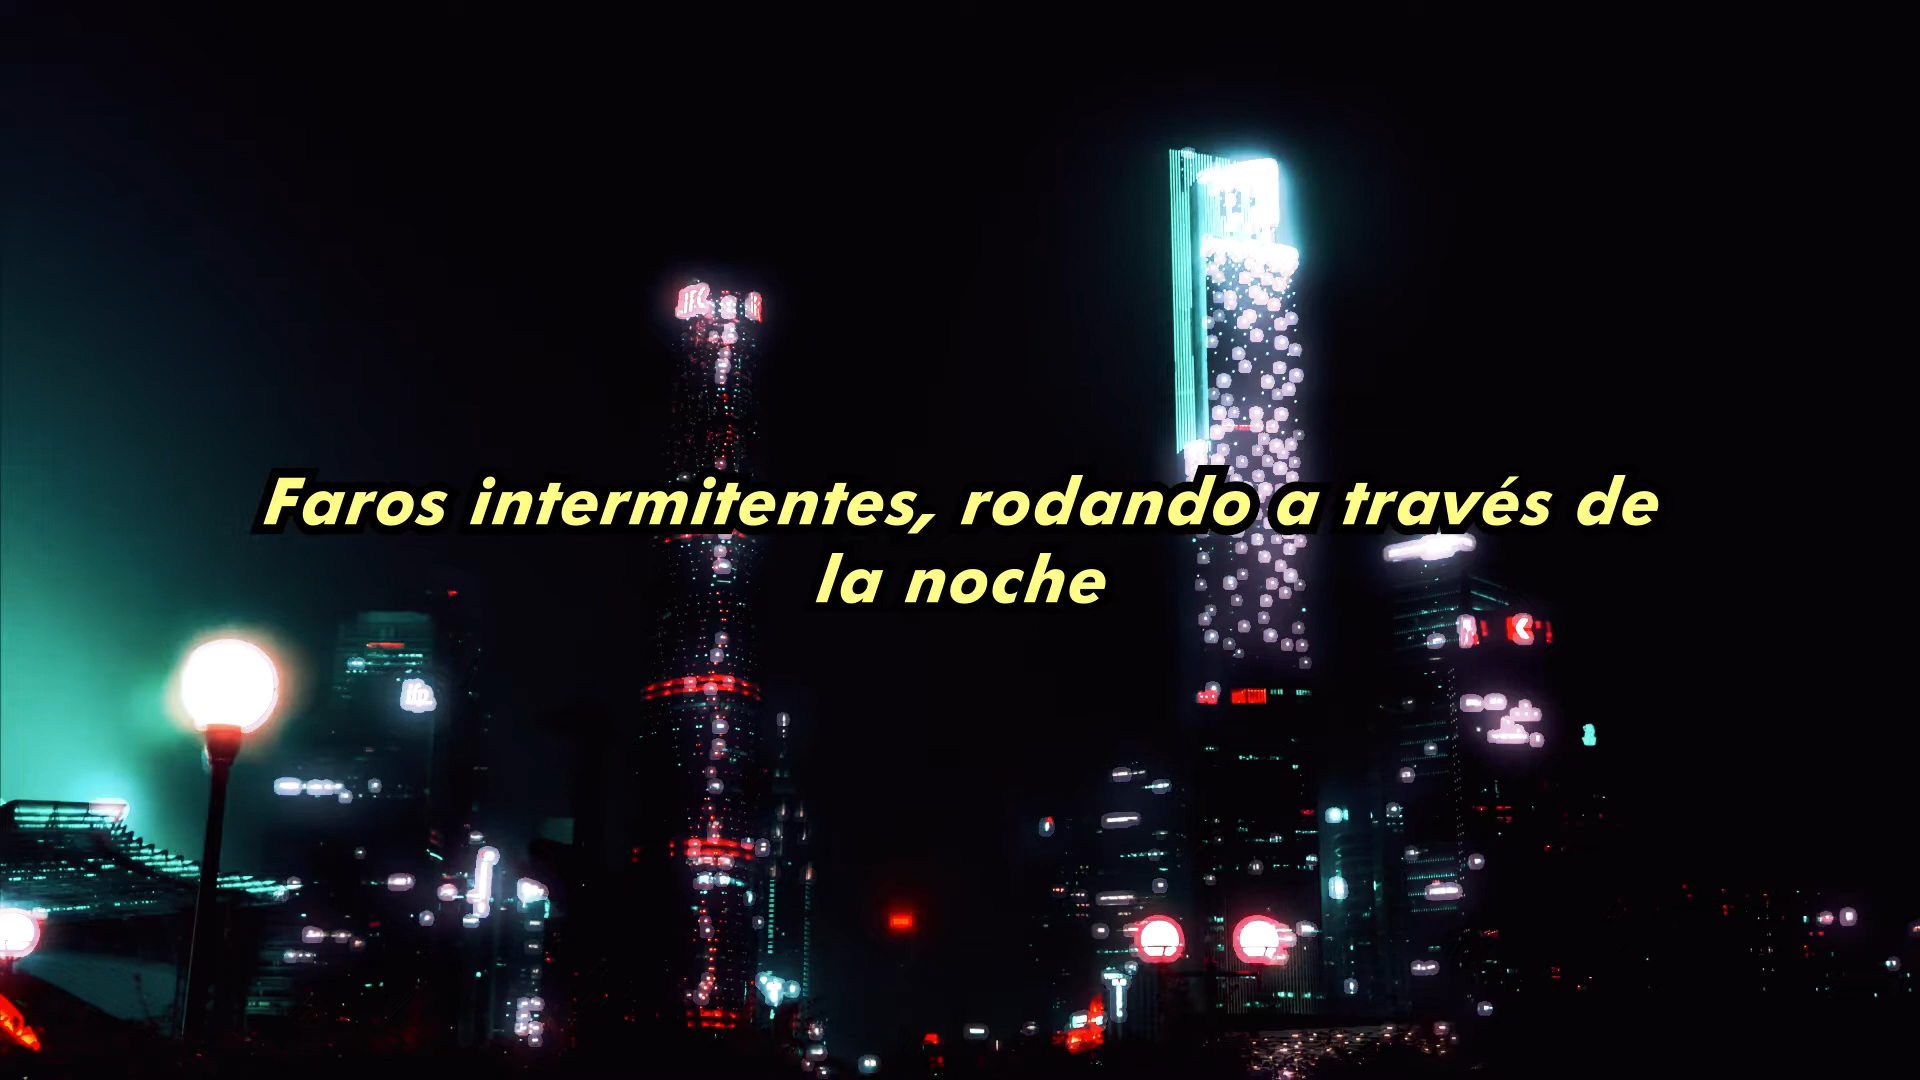 Faros intermitentes, rodando a través de
la noche